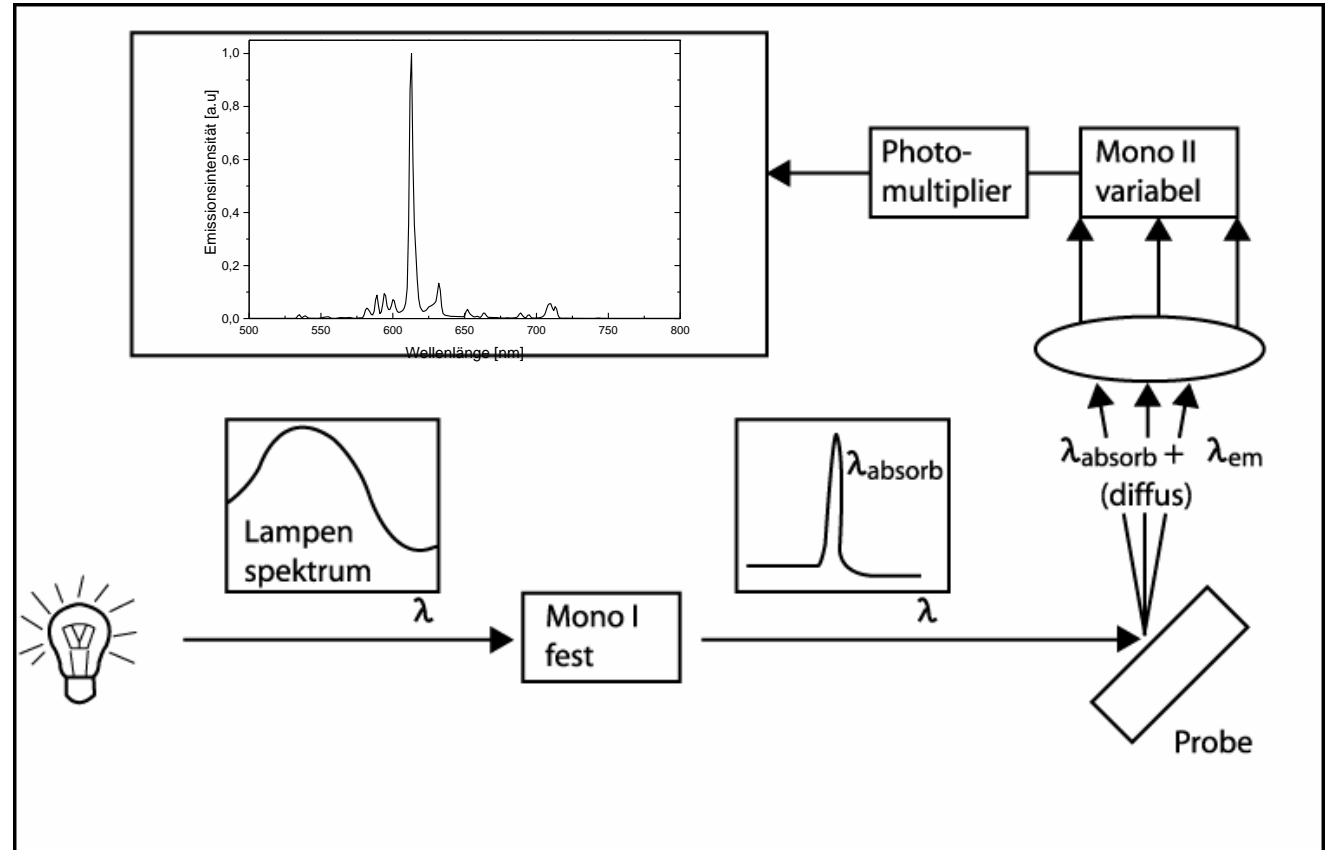 1,0
0,8
0,6
0,4
0,2
0,0
Emissionsintensität [a.u]
500 550 600 650 700 750 800
Wellenlänge [nm]
Photo-
multiplier
Mono II
variabel
λabsorb + λem
(diffus)
Lampen
spektrum
λ
λabsorb
λ
Mono I
fest
Probe